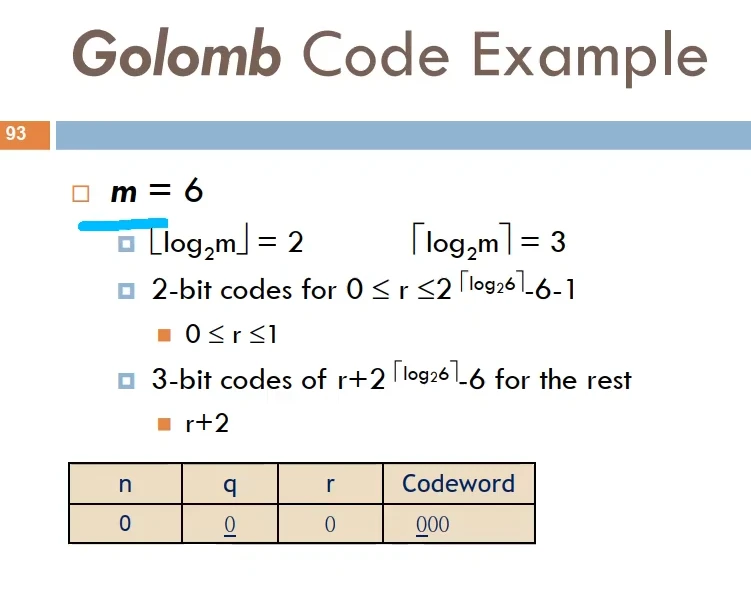 Golomb Code Example
93
m = 6
⌊log₂m⌋ = 2 ⌈log₂m⌉ = 3
2-bit codes for 0 ≤ r ≤2 ⌈log₂6⌉-6-1
0 ≤ r ≤1
3-bit codes of r+2 ⌈log₂6⌉-6 for the rest
r+2
n q r Codeword
0 0 0 000